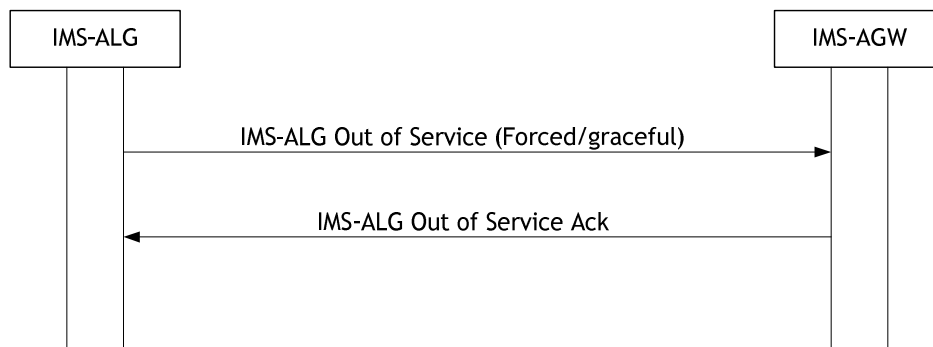 IMS-ALG
IMS-AGW
IMS-ALG Out of Service (Forced/graceful)
IMS-ALG Out of Service Ack